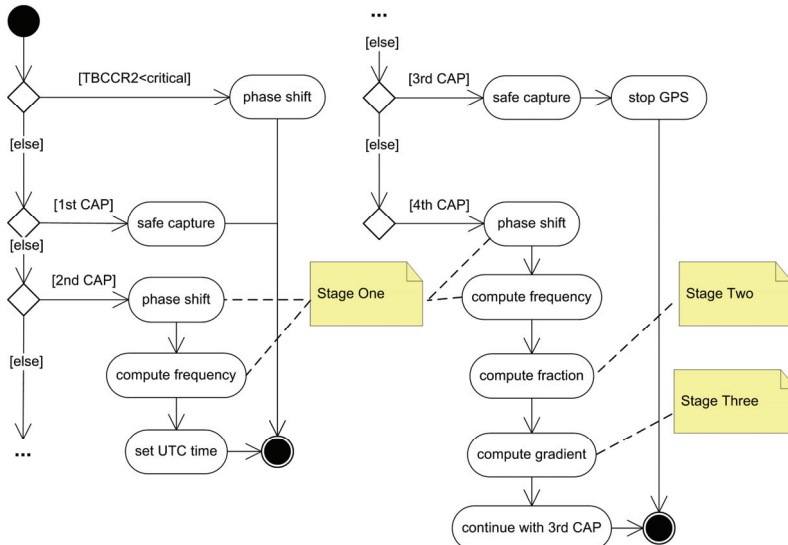 [TBCCR2<critical]
phase shift
[else]
[1st CAP]
safe capture
[else]
[2nd CAP]
phase shift
compute frequency
[else]
set UTC time
...
Stage One
...
[else]
[3rd CAP]
safe capture
stop GPS
[else]
[4th CAP]
phase shift
compute frequency
Stage Two
compute fraction
Stage Three
compute gradient
continue with 3rd CAP